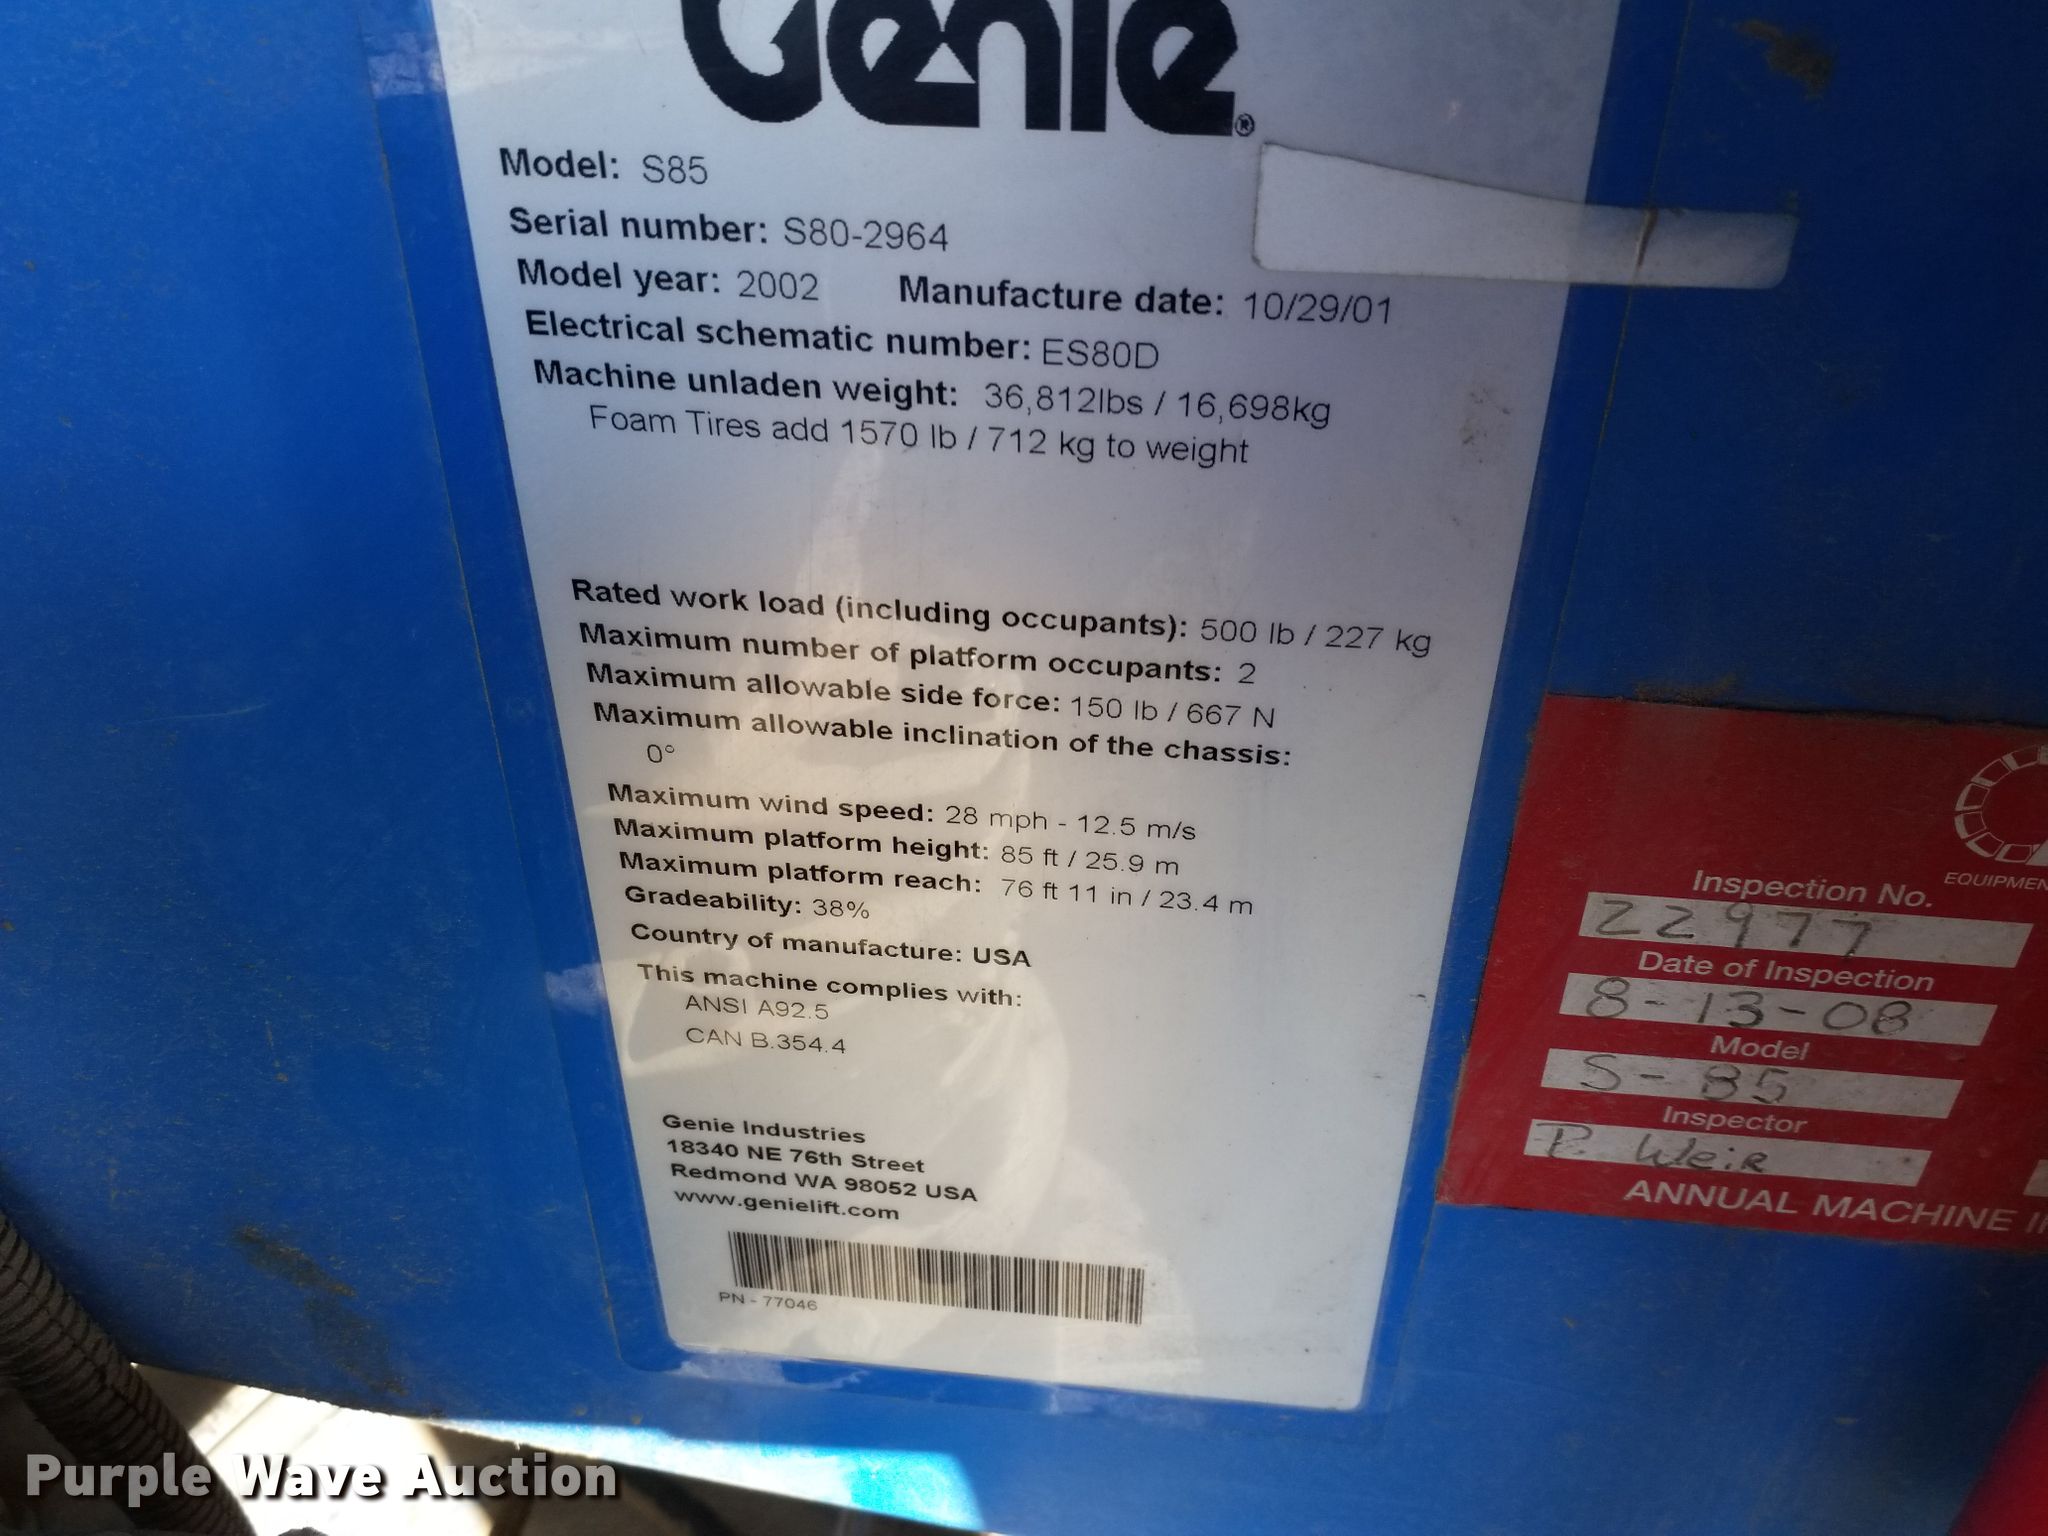 Genie®
Model: S85
Serial number: S80-2964
Model year: 2002 Manufacture date: 10/29/01
Electrical schematic number: ES80D
Machine unladen weight: 36,812lbs / 16,698kg
Foam Tires add 1570 lb / 712 kg to weight
Rated work load (including occupants): 500 lb / 227 kg
Maximum number of platform occupants: 2
Maximum allowable side force: 150 lb / 667 N
Maximum allowable inclination of the chassis:
0°
Maximum wind speed: 28 mph - 12.5 m/s
Maximum platform height: 85 ft / 25.9 m
Maximum platform reach: 76 ft 11 in / 23.4 m
Gradeability: 38%
Country of manufacture: USA
This machine complies with:
ANSI A92.5
CAN B.354.4
Genie Industries
18340 NE 76th Street
Redmond WA 98052 USA
www.genielift.com
PN - 77046
Inspection No.
22977
Date of Inspection
8-13-08
Model
S-85
Inspector
P. Weir
ANNUAL MACHINE
Purple Wave Auction